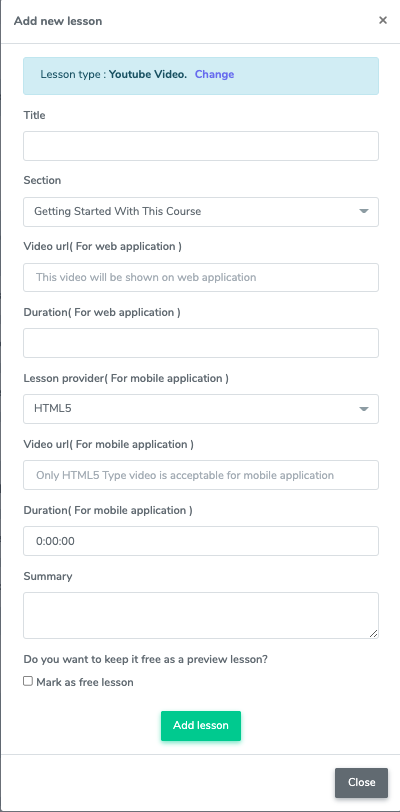 Add new lesson ×
Lesson type : Youtube Video. Change
Title
Section
Getting Started With This Course
Video url( For web application )
This video will be shown on web application
Duration( For web application )
Lesson provider( For mobile application )
HTML5
Video url( For mobile application )
Only HTML5 Type video is acceptable for mobile application
Duration( For mobile application )
0:00:00
Summary
Do you want to keep it free as a preview lesson?
Mark as free lesson
Add lesson
Close